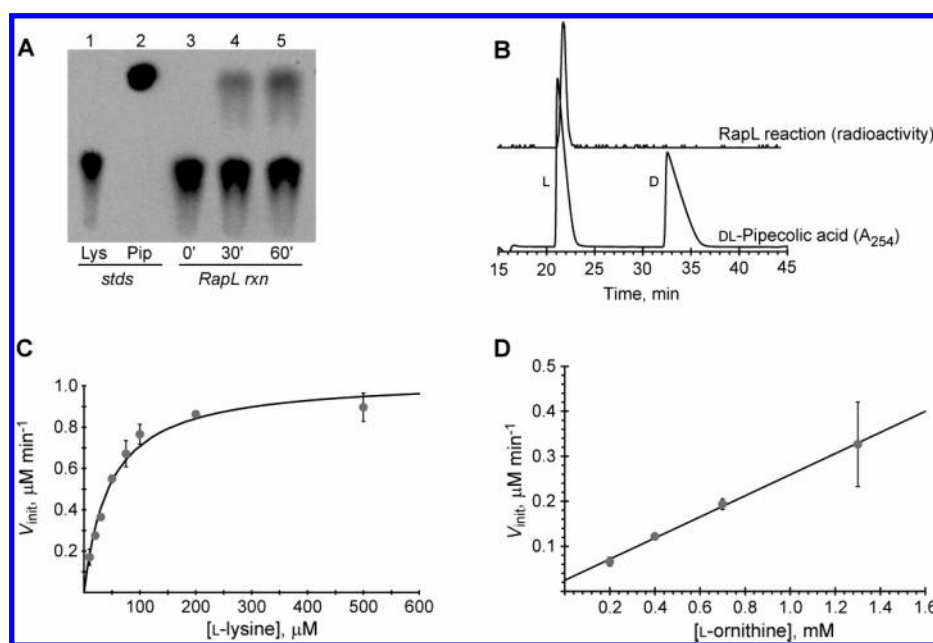 A
1 2 3 4 5
Lys Pip 0' 30' 60'
stds RapL rxn
B
RapL reaction (radioactivity)
L D
DL-Pipecolic acid (A254)
15 20 25 30 35 40 45
Time, min
C
1.0
0.8
0.6
0.4
0.2
100 200 300 400 500 600
Vinit, μM min-1
[L-lysine], μM
D
0.5
0.4
0.3
0.2
0.1
0.2 0.4 0.6 0.8 1.0 1.2 1.4 1.6
Vinit, μM min-1
[L-ornithine], mM